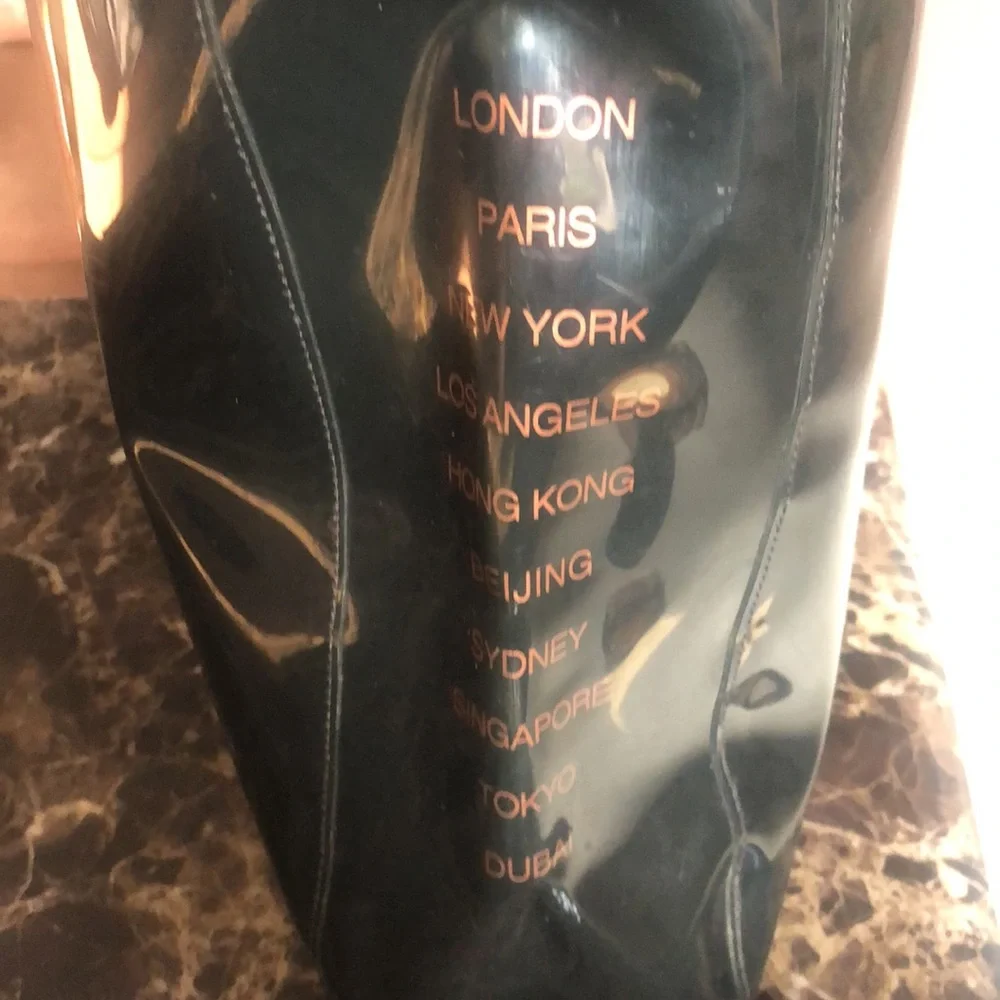 LONDON
PARIS
NEW YORK
LOS ANGELES
HONG KONG
BEIJING
SYDNEY
SINGAPORE
TOKYO
DUBAI